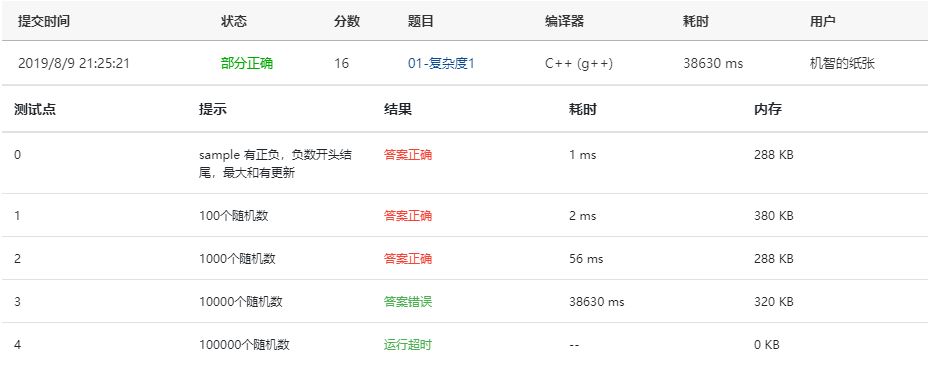 提交时间 状态 分数 题目 编译器 耗时 用户
2019/8/9 21:25:21 部分正确 16 01-复杂度1 C++ (g++) 38630 ms 机智的纸张
测试点 提示 结果 耗时 内存
0 sample 有正负，负数开头结 答案正确 1 ms 288 KB
尾，最大和有更新
1 100个随机数 答案正确 2 ms 380 KB
2 1000个随机数 答案正确 56 ms 288 KB
3 10000个随机数 答案错误 38630 ms 320 KB
4 100000个随机数 运行超时 -- 0 KB